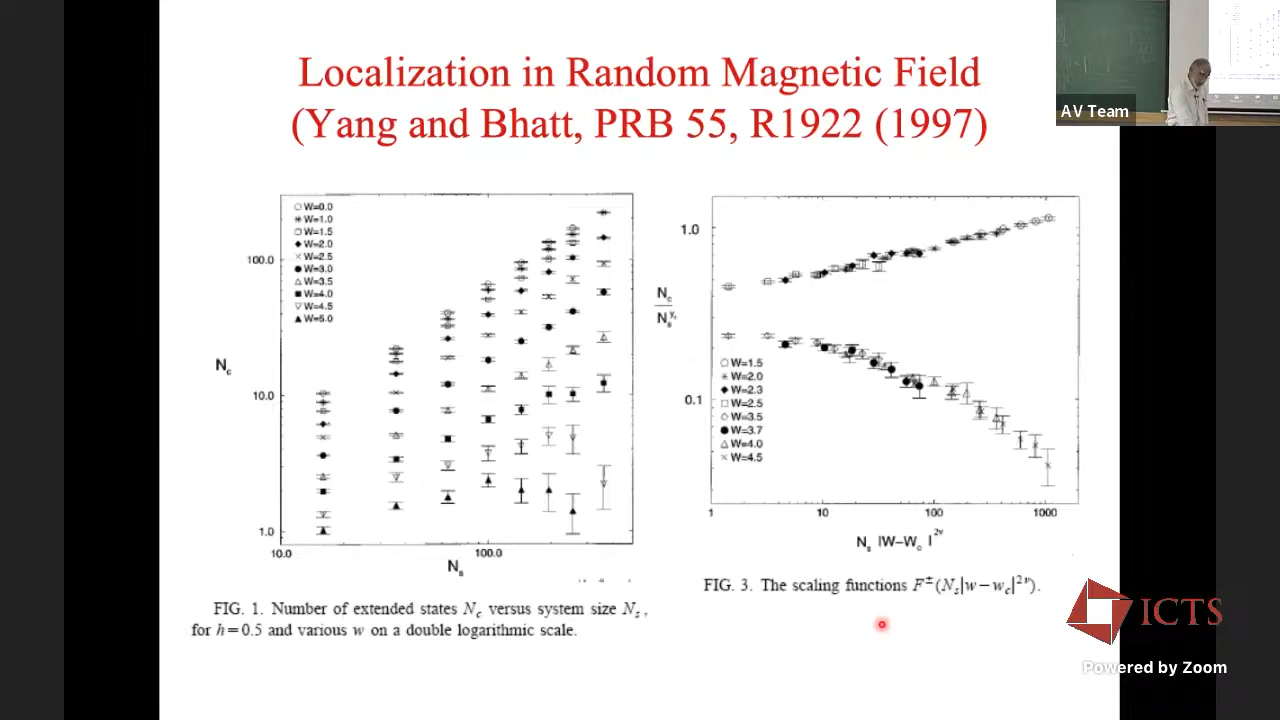 Localization in Random Magnetic Field
(Yang and Bhatt, PRB 55, R1922 (1997)
AV Team
W=0.0
W=1.0
W=1.5
W=2.0
W=2.5
W=3.0
W=3.5
W=4.0
W=4.5
W=5.0
100.0
10.0
1.0
N_c
10.0
100.0
N_s
FIG. 1. Number of extended states N_c versus system size N_s,
for h=0.5 and various w on a double logarithmic scale.
1.0
0.1
N_c
W=1.5
W=2.0
W=2.3
W=2.5
W=3.5
W=3.7
W=4.0
W=4.5
1
10
100
1000
N_s |W-W_c|^2ν
FIG. 3. The scaling functions F^±(N_s|w-w_c|^2ν).
ICTS
Powered by Zoom